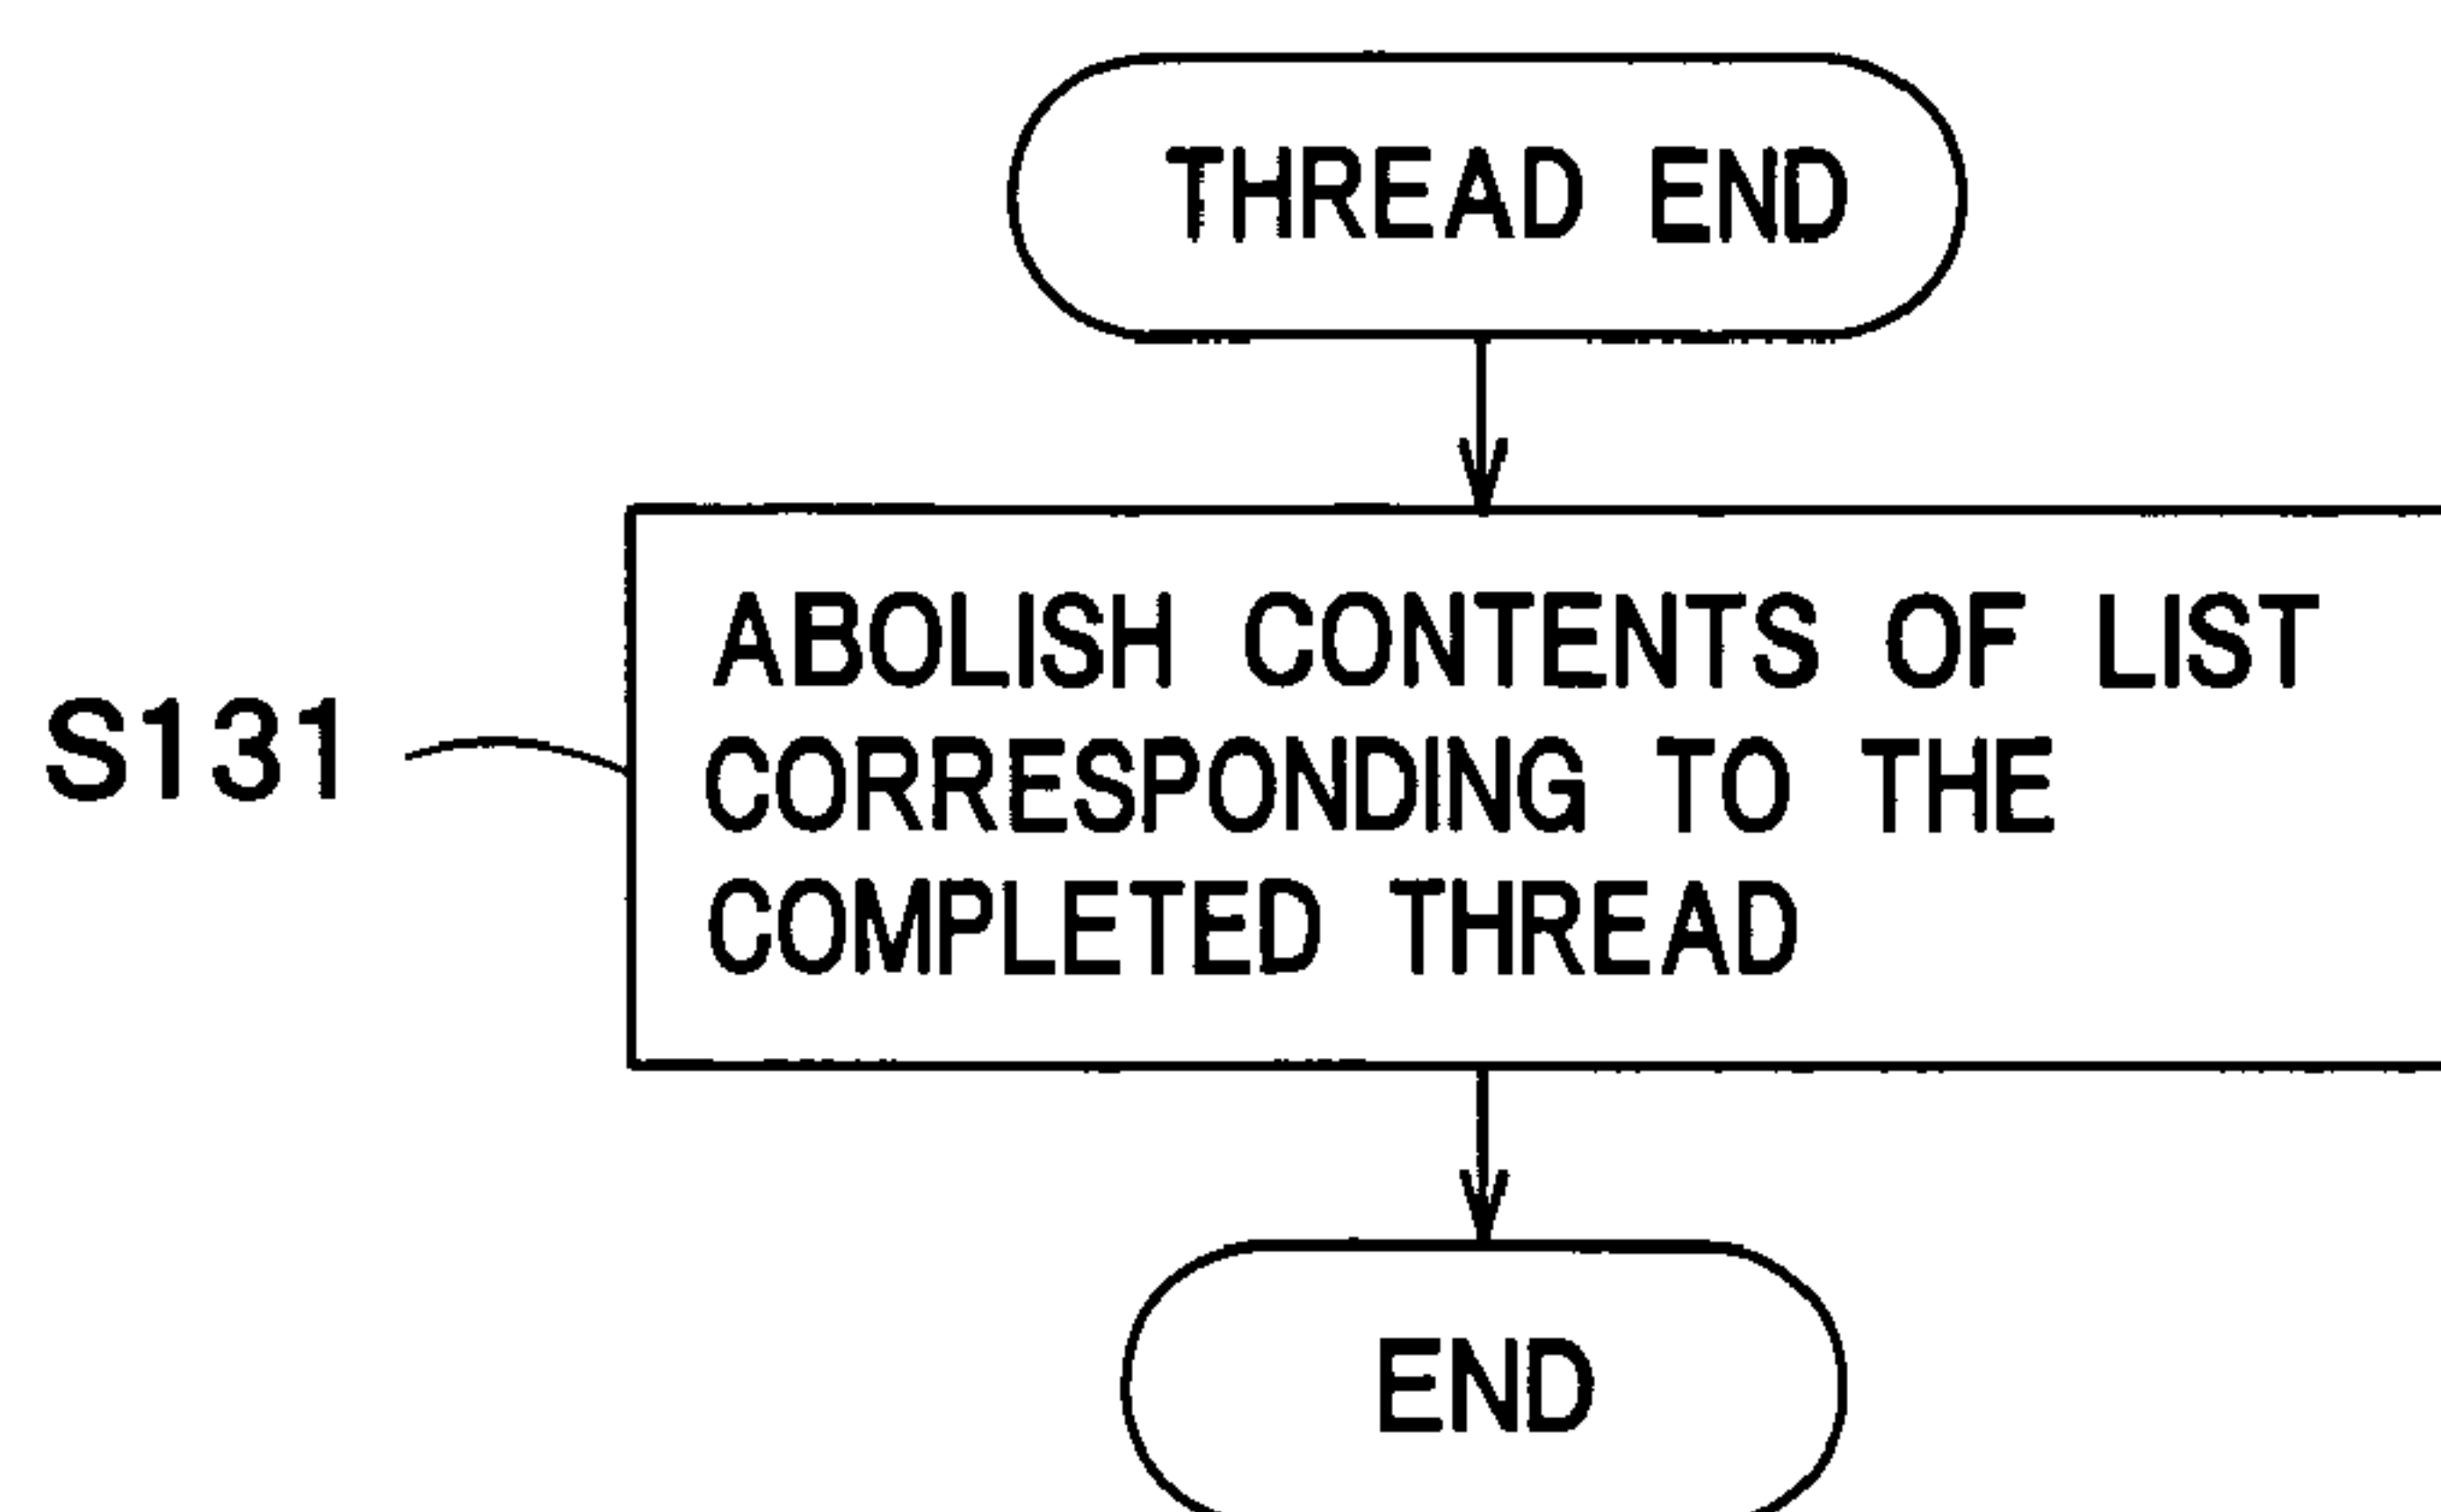 THREAD END
ABOLISH CONTENTS OF LIST
CORRESPONDING TO THE
COMPLETED THREAD
S131
END